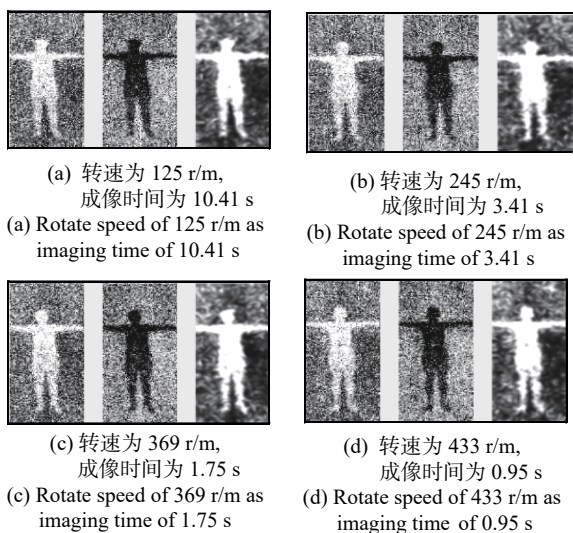 (a) 转速为 125 r/m,
成像时间为 10.41 s
(a) Rotate speed of 125 r/m as
imaging time of 10.41 s
(b) 转速为 245 r/m,
成像时间为 3.41 s
(b) Rotate speed of 245 r/m as
imaging time of 3.41 s
(c) 转速为 369 r/m,
成像时间为 1.75 s
(c) Rotate speed of 369 r/m as
imaging time of 1.75 s
(d) 转速为 433 r/m,
成像时间为 0.95 s
(d) Rotate speed of 433 r/m as
imaging time of 0.95 s